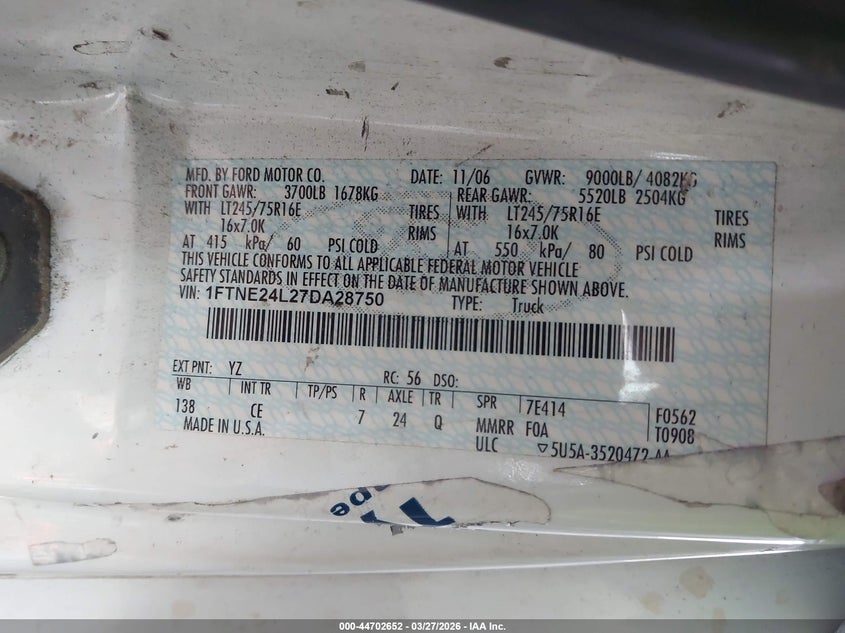 MFD. BY FORD MOTOR CO. DATE: 11/06 GVWR: 9000LB/ 4082KG
FRONT GAWR: 3700LB 1678KG REAR GAWR: 5520LB 2504KG
WITH LT245/75R16E TIRES WITH LT245/75R16E TIRES
16x7.0K RIMS 16x7.0K RIMS
AT 415 kPa/ 60 PSI COLD AT 550 kPa/ 80 PSI COLD
THIS VEHICLE CONFORMS TO ALL APPLICABLE FEDERAL MOTOR VEHICLE
SAFETY STANDARDS IN EFFECT ON THE DATE OF MANUFACTURE SHOWN ABOVE.
VIN: 1FTNE24L27DA28750 TYPE: Truck
EXT PNT: YZ RC: 56 DSO:
WB INT TR TP/PS R AXLE TR SPR 7E414 F0562
138 CE 7 24 Q MMRR FOA T0908
MADE IN U.S.A. ULC ▽5U5A-3520472-AA
000-44702652 — 03/27/2026 — IAA Inc.